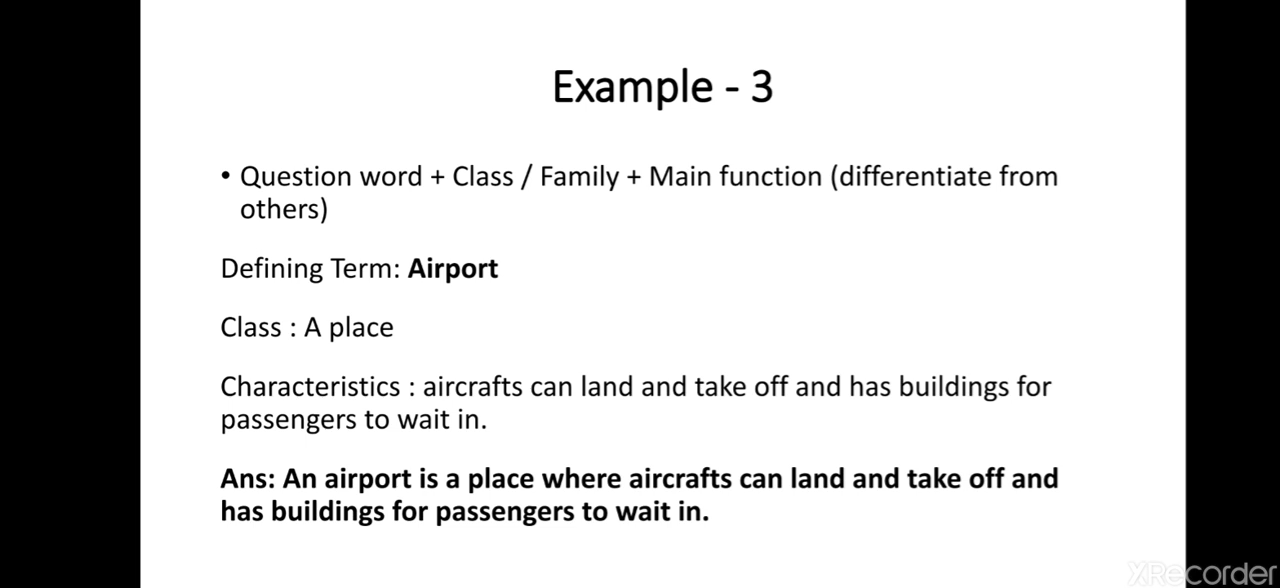 Example - 3
• Question word + Class / Family + Main function (differentiate from
others)
Defining Term: Airport
Class : A place
Characteristics : aircrafts can land and take off and has buildings for
passengers to wait in.
Ans: An airport is a place where aircrafts can land and take off and
has buildings for passengers to wait in.
XRecorder